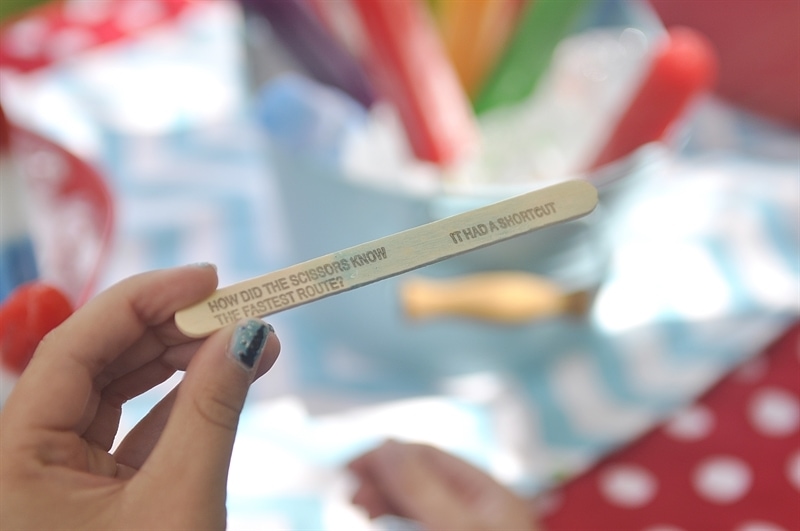 HOW DID THE SCISSORS KNOW
THE FASTEST ROUTE?
IT HAD A SHORTCUT